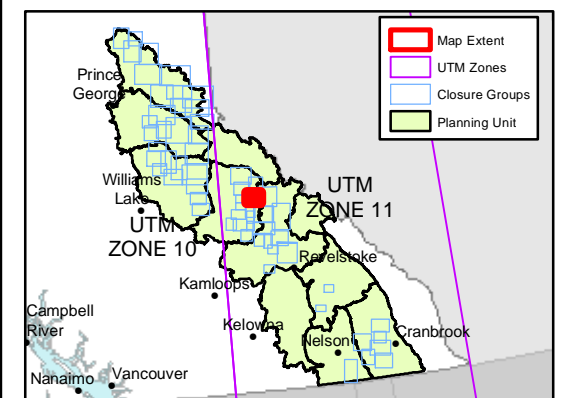 Map Extent
UTM Zones
Closure Groups
Planning Unit
Prince
George
Williams
Lake
UTM
ZONE 10
UTM
ZONE 11
Revelstoke
Kamloops
Campbell
River
Kelowna
Nelson
Cranbrook
Nanaimo
Vancouver